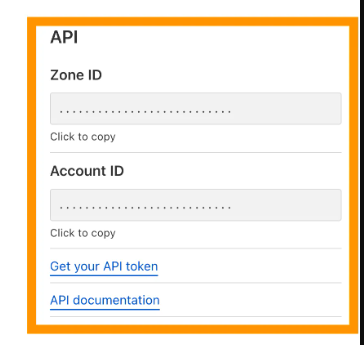 API
Zone ID
...........................
Click to copy
Account ID
...........................
Click to copy
Get your API token
API documentation